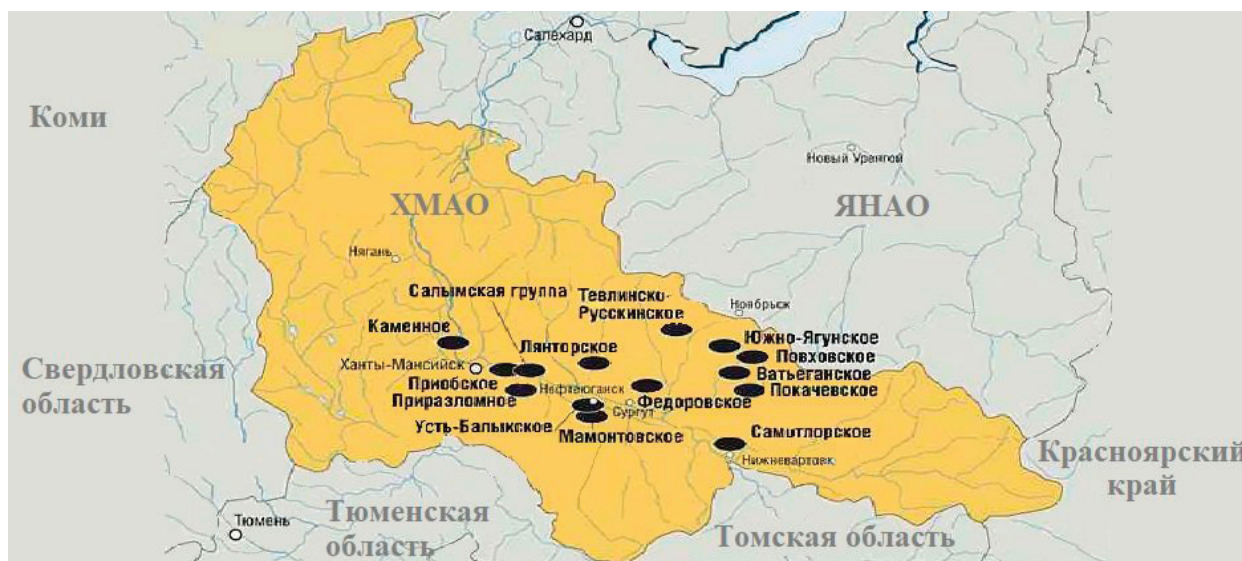 Салехард
Коми
Новый Уренгой
ХМАО
ЯНАО
Нягань
Салымская группа
Тевлинско-
Русскинское
Ноябрьск
Каменное
Лянторское
Южно-Ягунское
Повховское
Ханты-Мансийск
Ватьеганское
Свердловская
область
Приобское
Нефтеюганск
Покачевское
Приразломное
Федоровское
Сургут
Усть-Балыкское
Мамонтовское
Самотлорское
Нижневартовк
Красноярский
край
Тюмень
Тюменская
область
Томская область